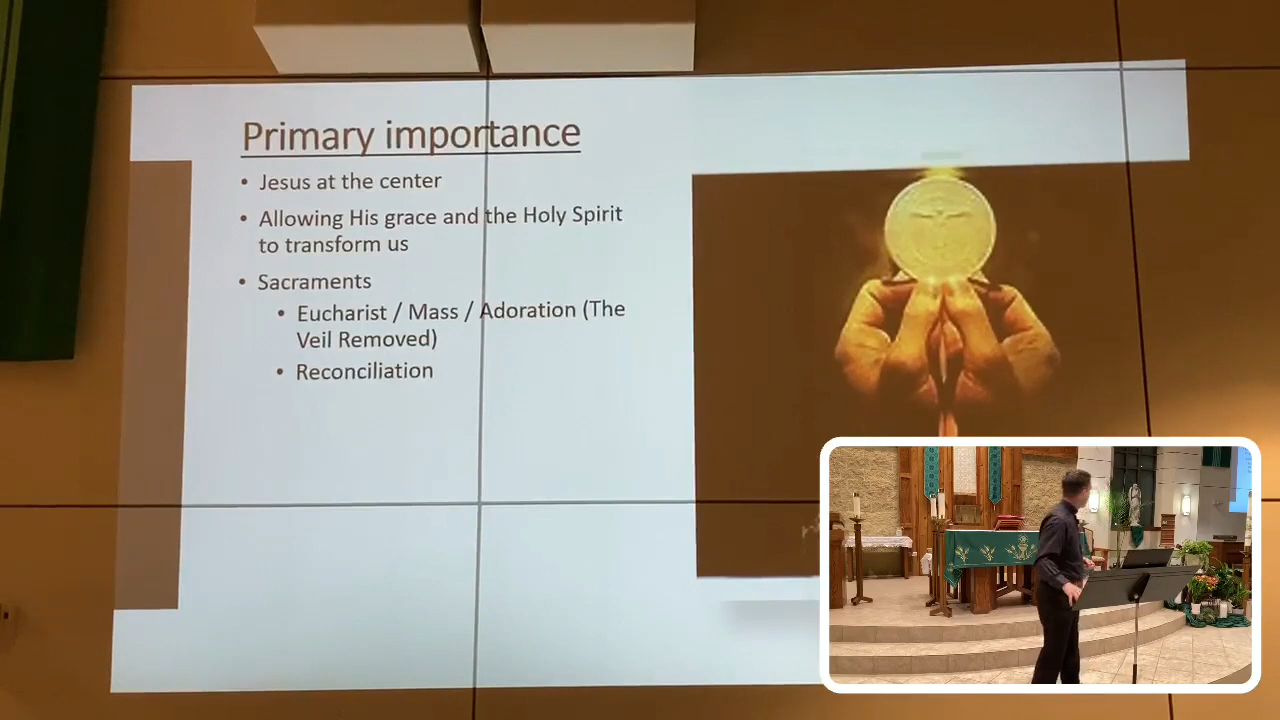 Primary importance
• Jesus at the center
• Allowing His grace and the Holy Spirit
to transform us
• Sacraments
• Eucharist / Mass / Adoration (The
Veil Removed)
• Reconciliation